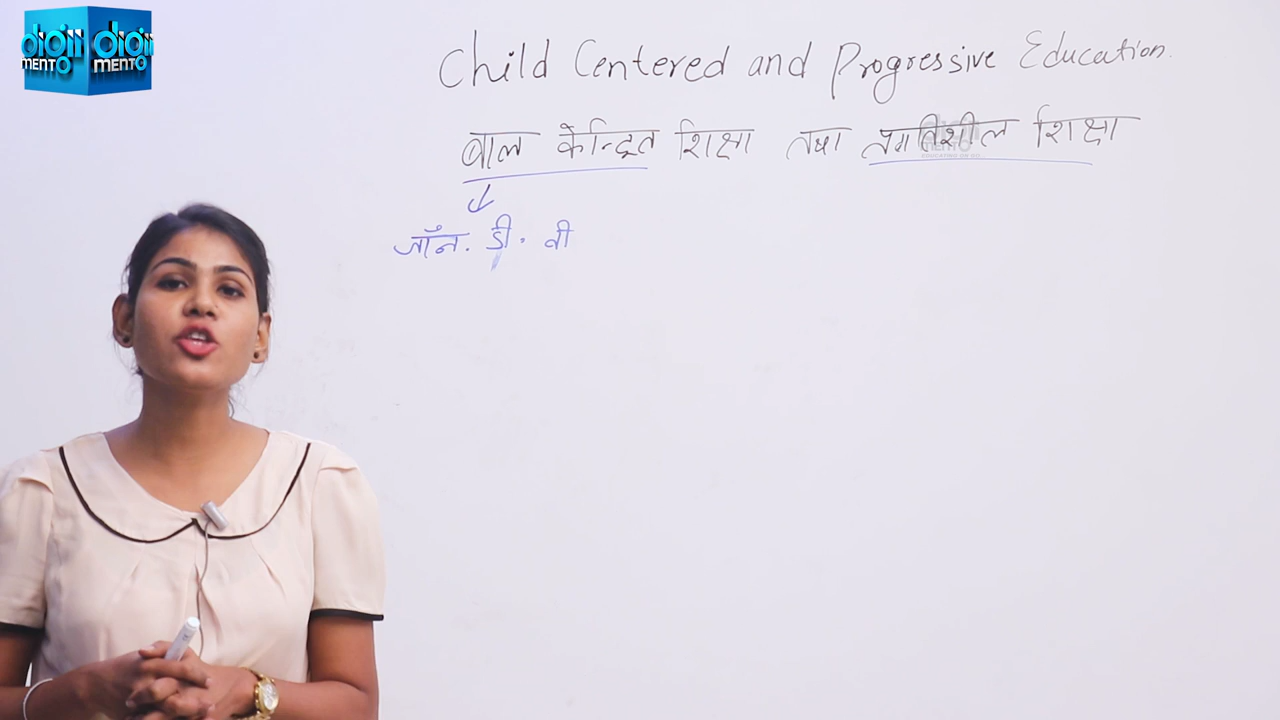 Child Centered and Progressive Education.
बाल केन्द्रित शिक्षा तथा प्रगतिशील शिक्षा
जॉन. डी. वी
digii digii
MENTO MENTO